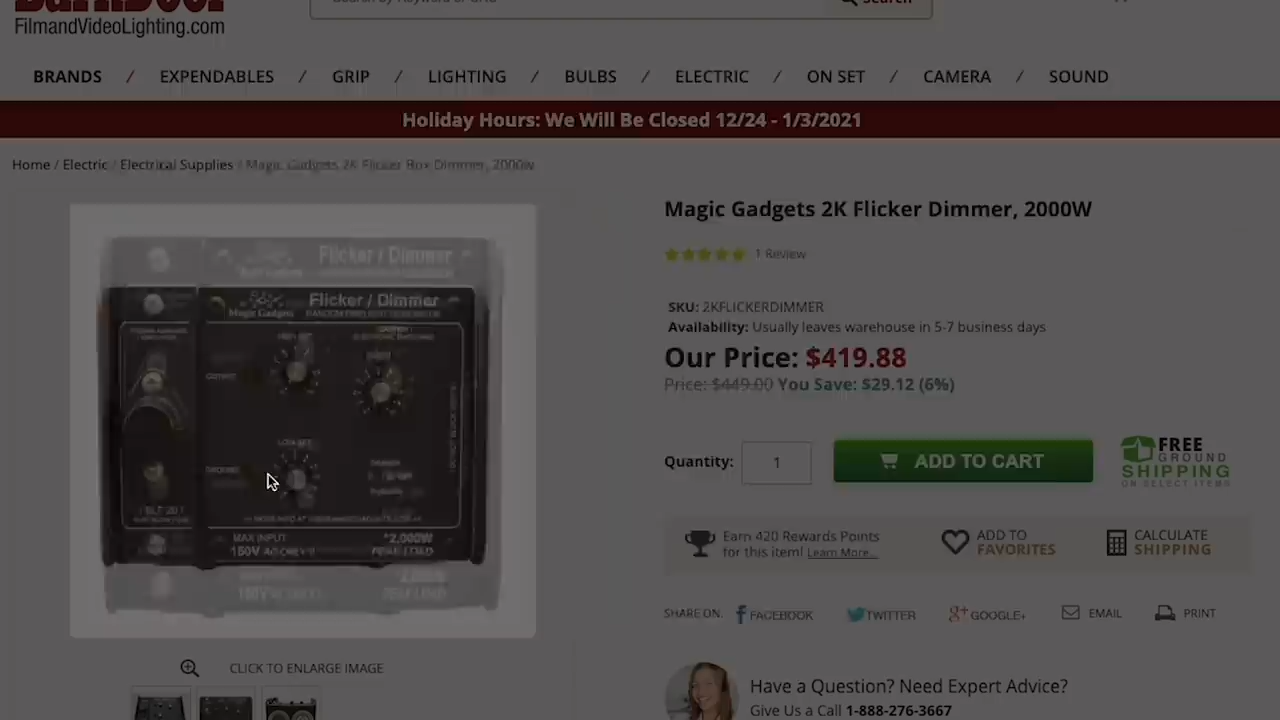 FilmandVideoLighting.com
Search
BRANDS / EXPENDABLES / GRIP / LIGHTING / BULBS / ELECTRIC / ON SET / CAMERA / SOUND
Holiday Hours: We Will Be Closed 12/24 - 1/3/2021
Home / Electric / Electrical Supplies / Magic Gadgets 2K Flicker Box Dimmer, 2000w
Flicker / Dimmer
Flicker / Dimmer
Magic Gadgets
MAX INPUT
150V
2,000W
CLICK TO ENLARGE IMAGE
Magic Gadgets 2K Flicker Dimmer, 2000W
1 Review
SKU: 2KFLICKERDIMMER
Availability: Usually leaves warehouse in 5-7 business days
Our Price: $419.88
Price: $449.00 You Save: $29.12 (6%)
Quantity: 1
ADD TO CART
FREE
GROUND
SHIPPING
ON SELECT ITEMS
Earn 420 Rewards Points
for this item! Learn More...
ADD TO
FAVORITES
CALCULATE
SHIPPING
SHARE ON: FACEBOOK TWITTER GOOGLE+ EMAIL PRINT
Have a Question? Need Expert Advice?
Give Us a Call 1-888-276-3667